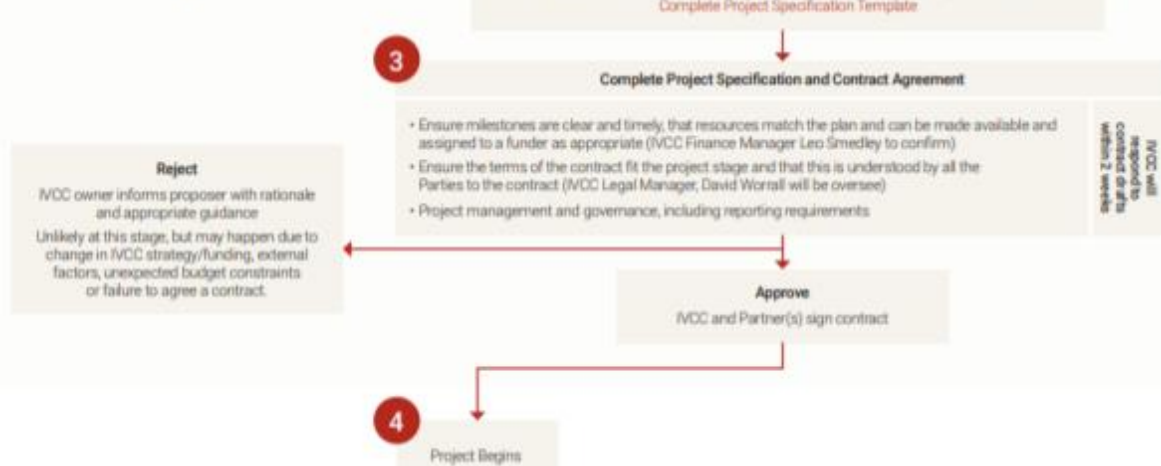 Complete Project Specification Template
3
Complete Project Specification and Contract Agreement
• Ensure milestones are clear and timely, that resources match the plan and can be made available and
assigned to a funder as appropriate (IVCC Finance Manager Leo Smedley to confirm)
• Ensure the terms of the contract fit the project stage and that this is understood by all the
Parties to the contract (IVCC Legal Manager, David Worrall will be oversee)
• Project management and governance, including reporting requirements
IVCC will
respond to
contract drafts
within 2 weeks
Reject
IVCC owner informs proposer with rationale
and appropriate guidance
Unlikely at this stage, but may happen due to
change in IVCC strategy/funding, external
factors, unexpected budget constraints
or failure to agree a contract.
Approve
IVCC and Partner(s) sign contract
4
Project Begins